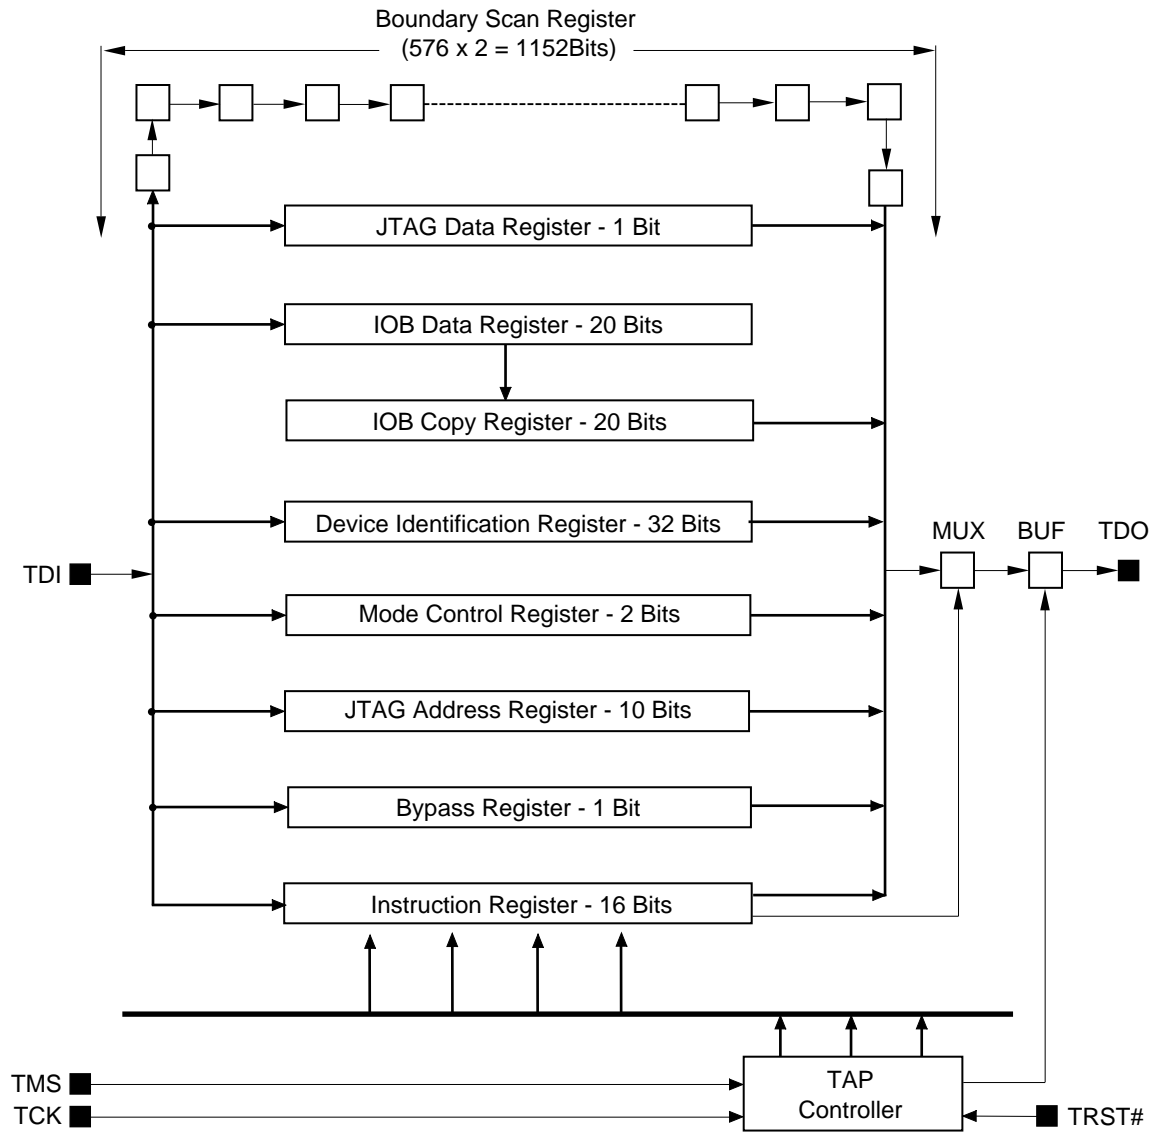 Boundary Scan Register
(576 x 2 = 1152Bits)
JTAG Data Register - 1 Bit
IOB Data Register - 20 Bits
IOB Copy Register - 20 Bits
Device Identification Register - 32 Bits
MUX
BUF
TDO
TDI
Mode Control Register - 2 Bits
JTAG Address Register - 10 Bits
Bypass Register - 1 Bit
Instruction Register - 16 Bits
TMS
TCK
TAP
Controller
TRST#